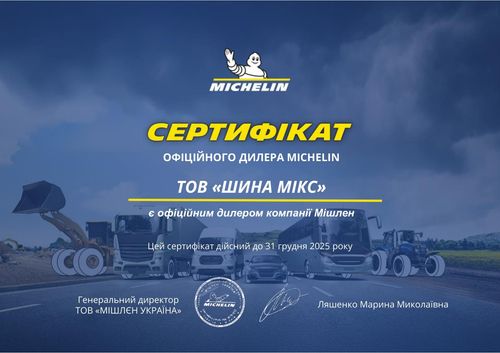 MICHELIN
СЕРТИФІКАТ
ОФІЦІЙНОГО ДИЛЕРА MICHELIN
ТОВ «ШИНА МІКС»
є офіційним дилером компанії Мішлен
Цей сертифікат дійсний до 31 грудня 2025 року
Генеральний директор
ТОВ «МІШЛЕН УКРАЇНА»
MICHELIN
Ляшенко Марина Миколаївна